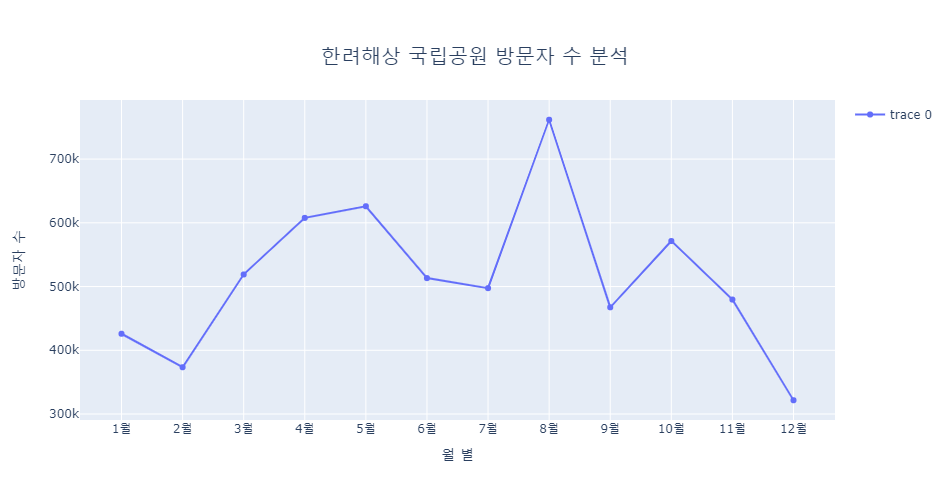 한려해상 국립공원 방문자 수 분석
trace 0
방문자 수
700k
600k
500k
400k
300k
1월 2월 3월 4월 5월 6월 7월 8월 9월 10월 11월 12월
월 별